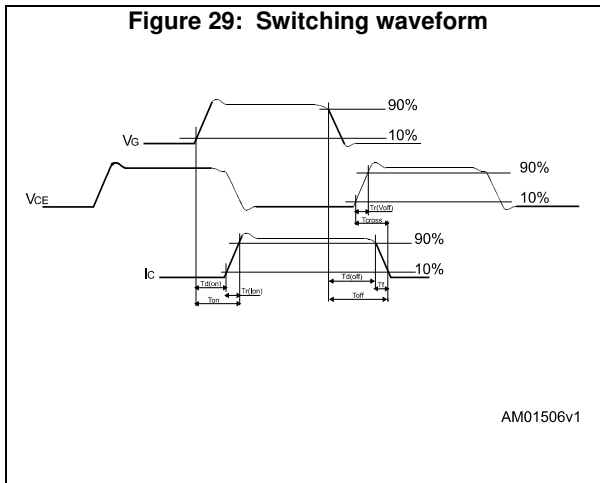 Figure 29: Switching waveform
90%
VG
10%
90%
VCE
10%
Tr(Voff)
Tcross
90%
IC
10%
Td(on)
Td(off)
Tf
Tr(Ion)
Ton
Toff
AM01506v1